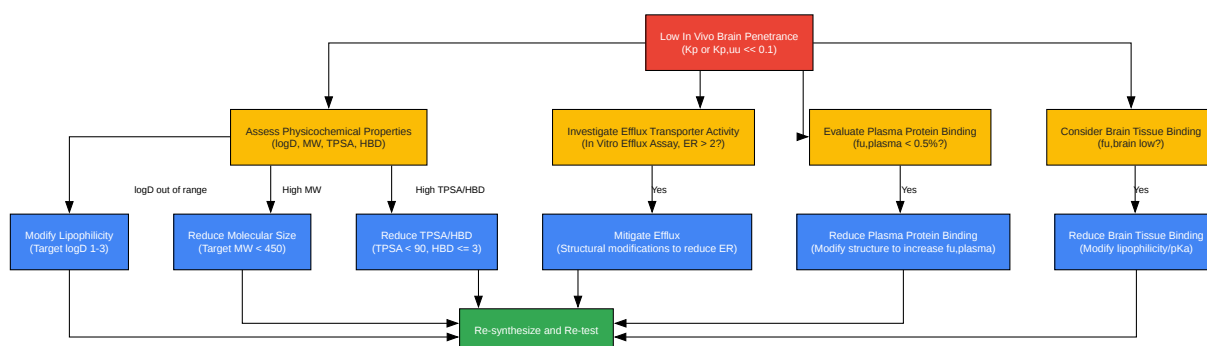 Low In Vivo Brain Penetrance
(Kp or Kp,uu << 0.1)
Assess Physicochemical Properties
(logD, MW, TPSA, HBD)
Investigate Efflux Transporter Activity
(In Vitro Efflux Assay, ER > 2?)
Evaluate Plasma Protein Binding
(fu,plasma < 0.5%?)
Consider Brain Tissue Binding
(fu,brain low?)
logD out of range
High MW
High TPSA/HBD
Yes
Yes
Yes
Modify Lipophilicity
(Target logD 1-3)
Reduce Molecular Size
(Target MW < 450)
Reduce TPSA/HBD
(TPSA < 90, HBD <= 3)
Mitigate Efflux
(Structural modifications to reduce ER)
Reduce Plasma Protein Binding
(Modify structure to increase fu,plasma)
Reduce Brain Tissue Binding
(Modify lipophilicity/pKa)
Re-synthesize and Re-test